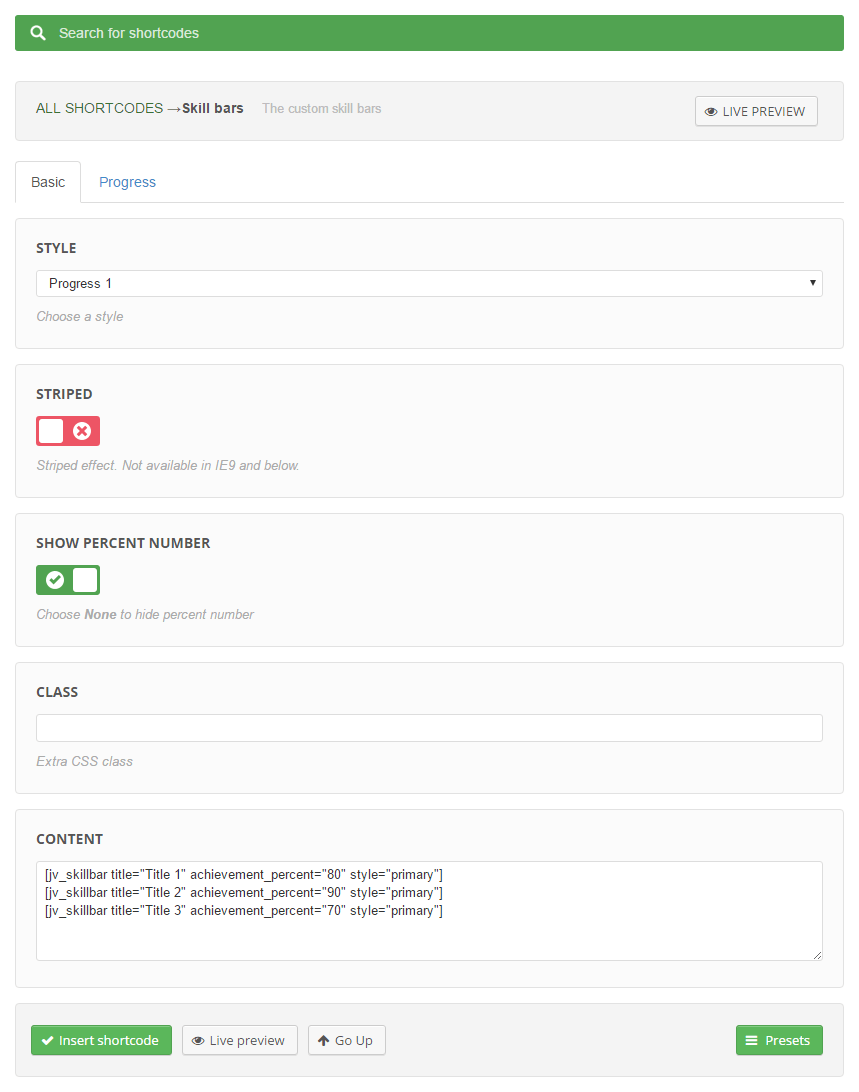 Search for shortcodes
ALL SHORTCODES →Skill bars The custom skill bars LIVE PREVIEW
Basic Progress
STYLE
Progress 1
Choose a style
STRIPED
Striped effect. Not available in IE9 and below.
SHOW PERCENT NUMBER
Choose None to hide percent number
CLASS
Extra CSS class
CONTENT
[jv_skillbar title="Title 1" achievement_percent="80" style="primary"]
[jv_skillbar title="Title 2" achievement_percent="90" style="primary"]
[jv_skillbar title="Title 3" achievement_percent="70" style="primary"]
Insert shortcode Live preview Go Up Presets